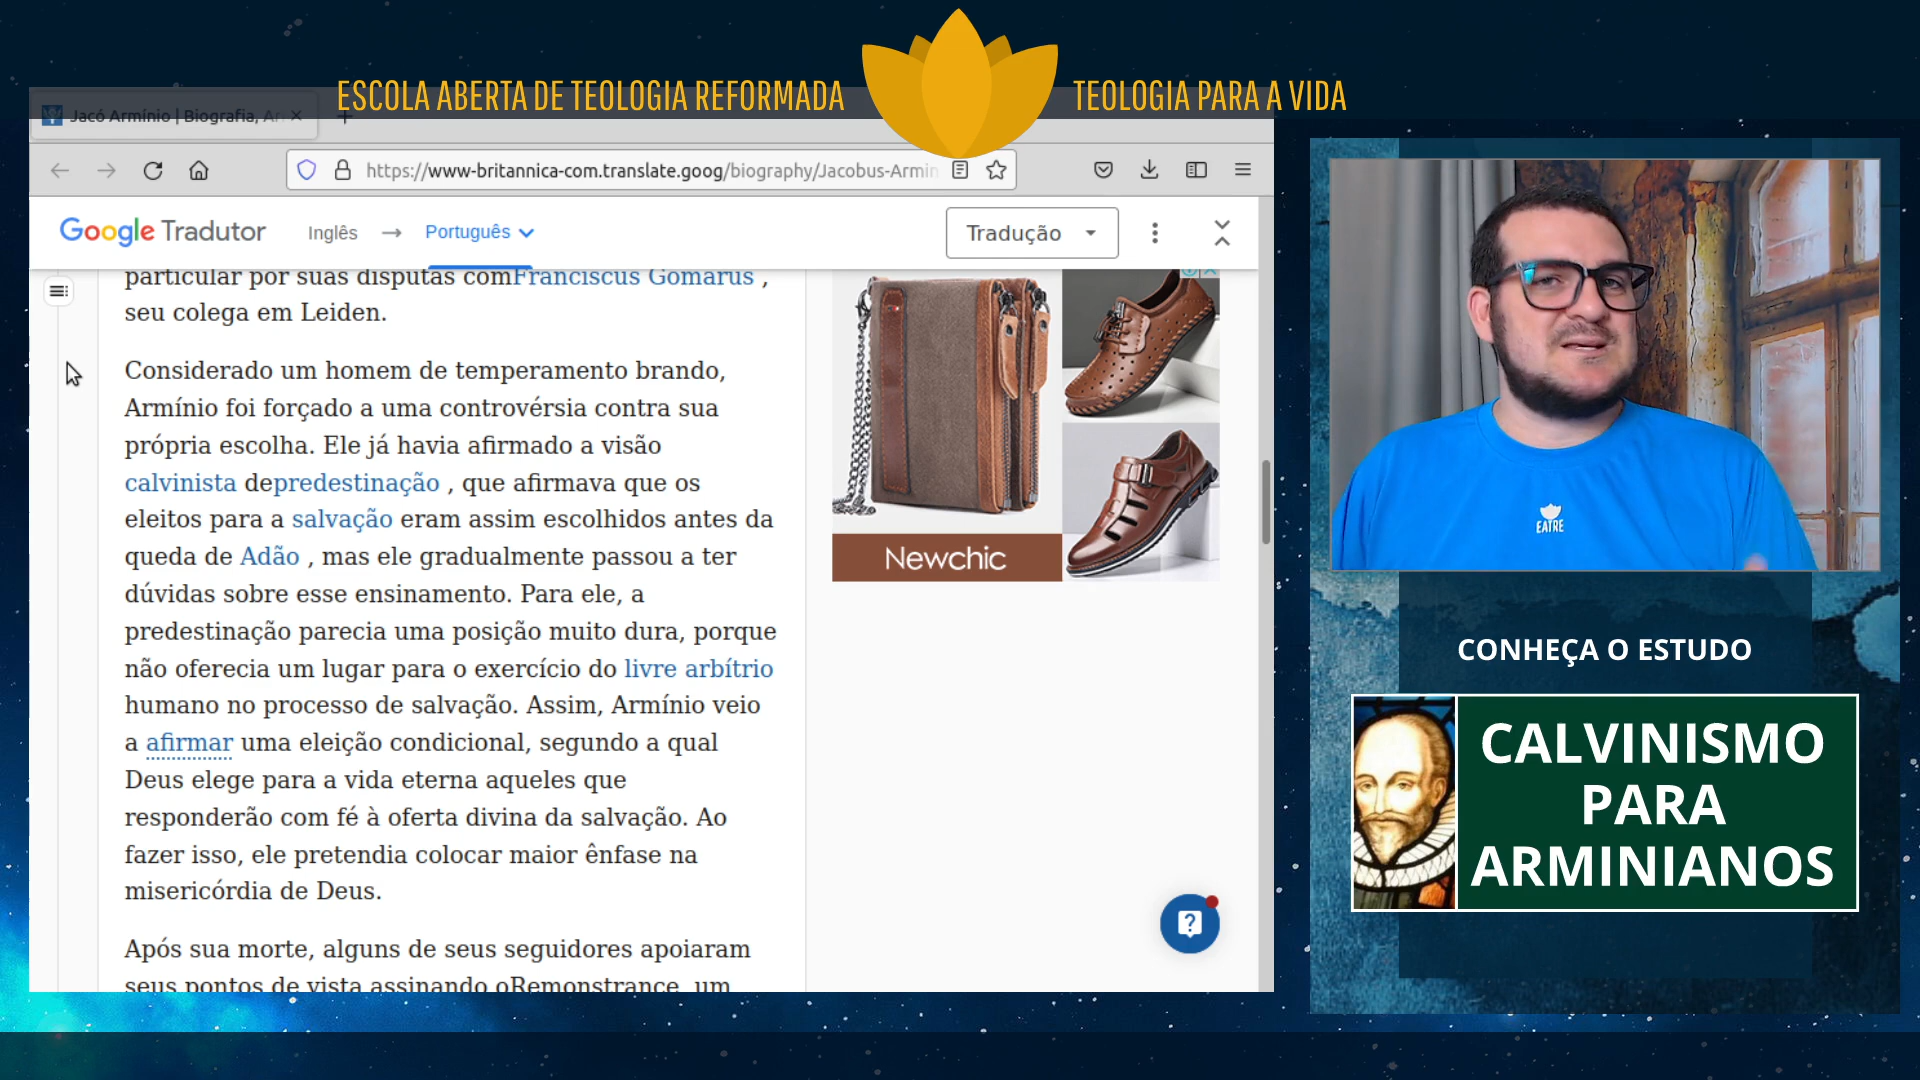 ESCOLA ABERTA DE TEOLOGIA REFORMADA
TEOLOGIA PARA A VIDA
Jacó Armínio | Biografia, Ar
https://www-britannica-com.translate.goog/biography/Jacobus-Armin
Google Tradutor
Inglês → Português
Tradução
particular por suas disputas comFranciscus Gomarus ,
seu colega em Leiden.
Considerado um homem de temperamento brando,
Armínio foi forçado a uma controvérsia contra sua
própria escolha. Ele já havia afirmado a visão
calvinista depredestinação , que afirmava que os
eleitos para a salvação eram assim escolhidos antes da
queda de Adão , mas ele gradualmente passou a ter
dúvidas sobre esse ensinamento. Para ele, a
predestinação parecia uma posição muito dura, porque
não oferecia um lugar para o exercício do livre arbítrio
humano no processo de salvação. Assim, Armínio veio
a afirmar uma eleição condicional, segundo a qual
Deus elege para a vida eterna aqueles que
responderão com fé à oferta divina da salvação. Ao
fazer isso, ele pretendia colocar maior ênfase na
misericórdia de Deus.
Após sua morte, alguns de seus seguidores apoiaram
seus pontos de vista assinando oRemonstrance, um
Newchic
EATRE
CONHEÇA O ESTUDO
CALVINISMO
PARA
ARMINIANOS